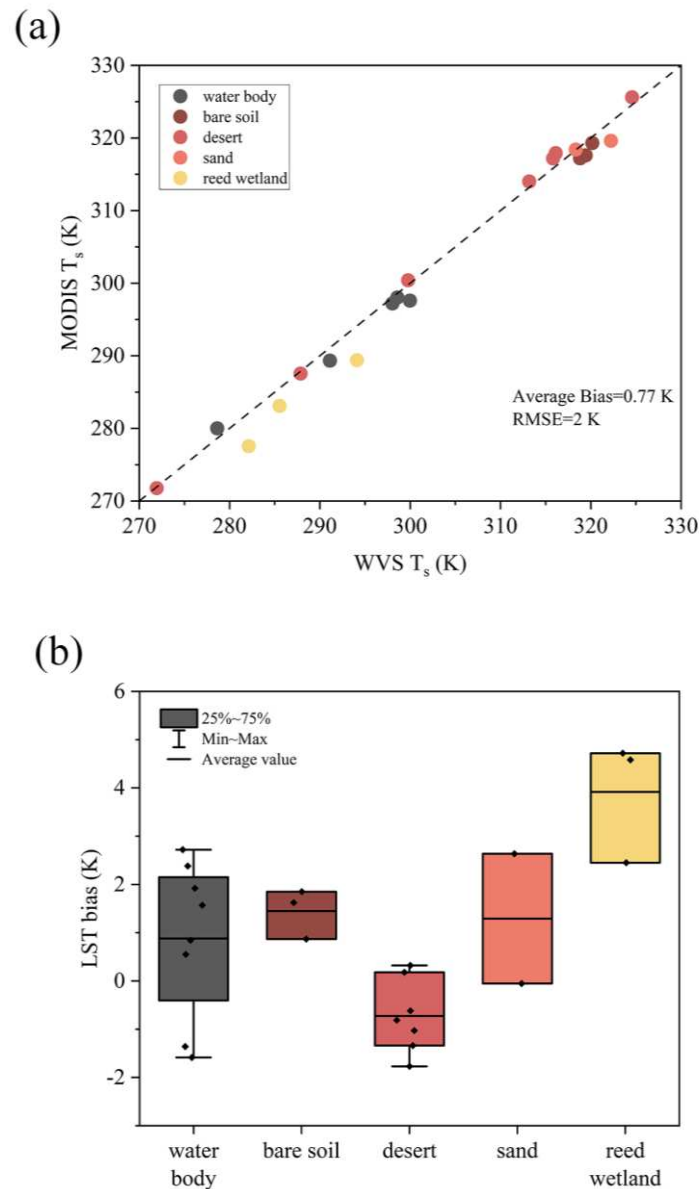 (a)
330
320
310
300
290
280
270
MODIS T_s (K)
water body
bare soil
desert
sand
reed wetland
Average Bias=0.77 K
RMSE=2 K
270 280 290 300 310 320 330
WVS T_s (K)
(b)
6
4
2
0
-2
LST bias (K)
25%~75%
Min~Max
Average value
water body
bare soil
desert
sand
reed wetland